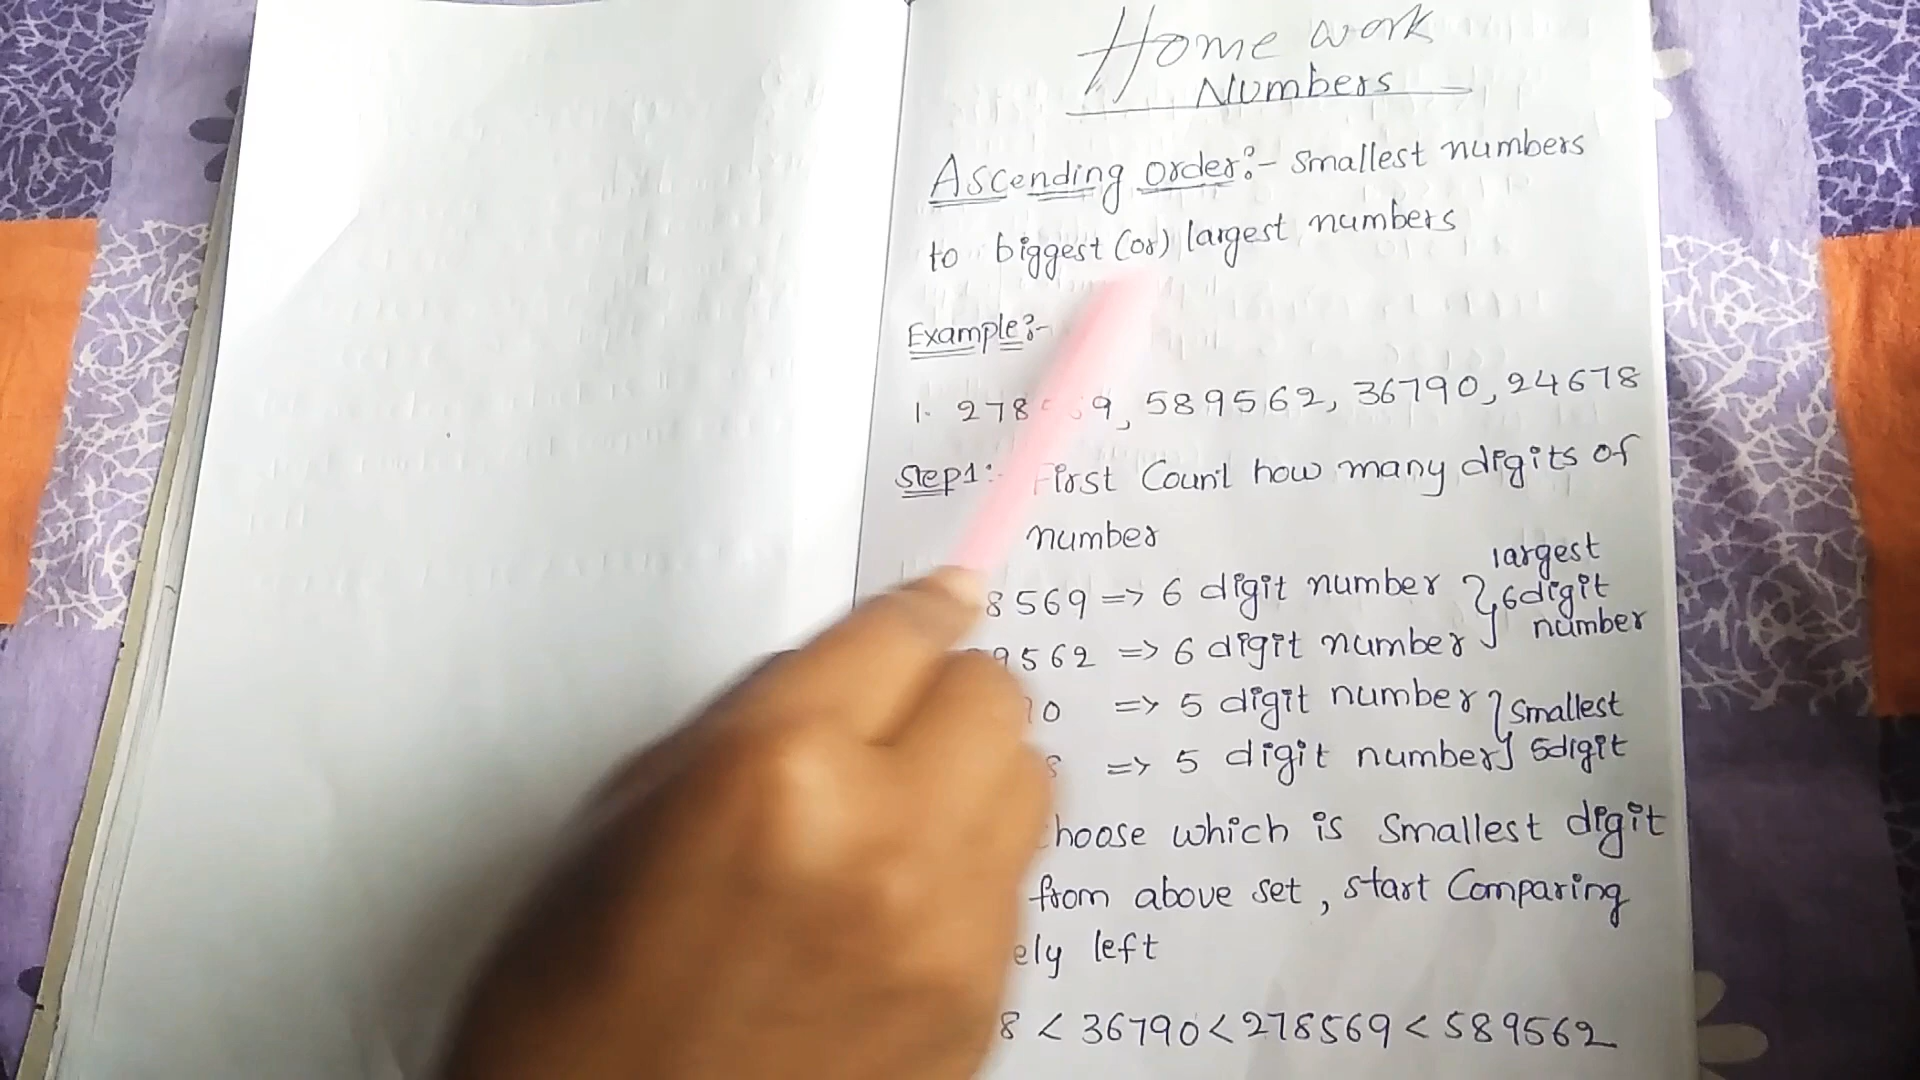 Home work
Numbers
Ascending order:- Smallest numbers
to biggest (or) largest numbers
Example:-
1. 278 9, 589562, 36790, 24678
Step1:- First Count how many digits of
number
8569 => 6 digit number } largest 6digit number
9562 => 6 digit number
90 => 5 digit number } Smallest 5digit
8 => 5 digit number
hoose which is Smallest digit
from above set, start Comparing
ely left
8 < 36790 < 278569 < 589562